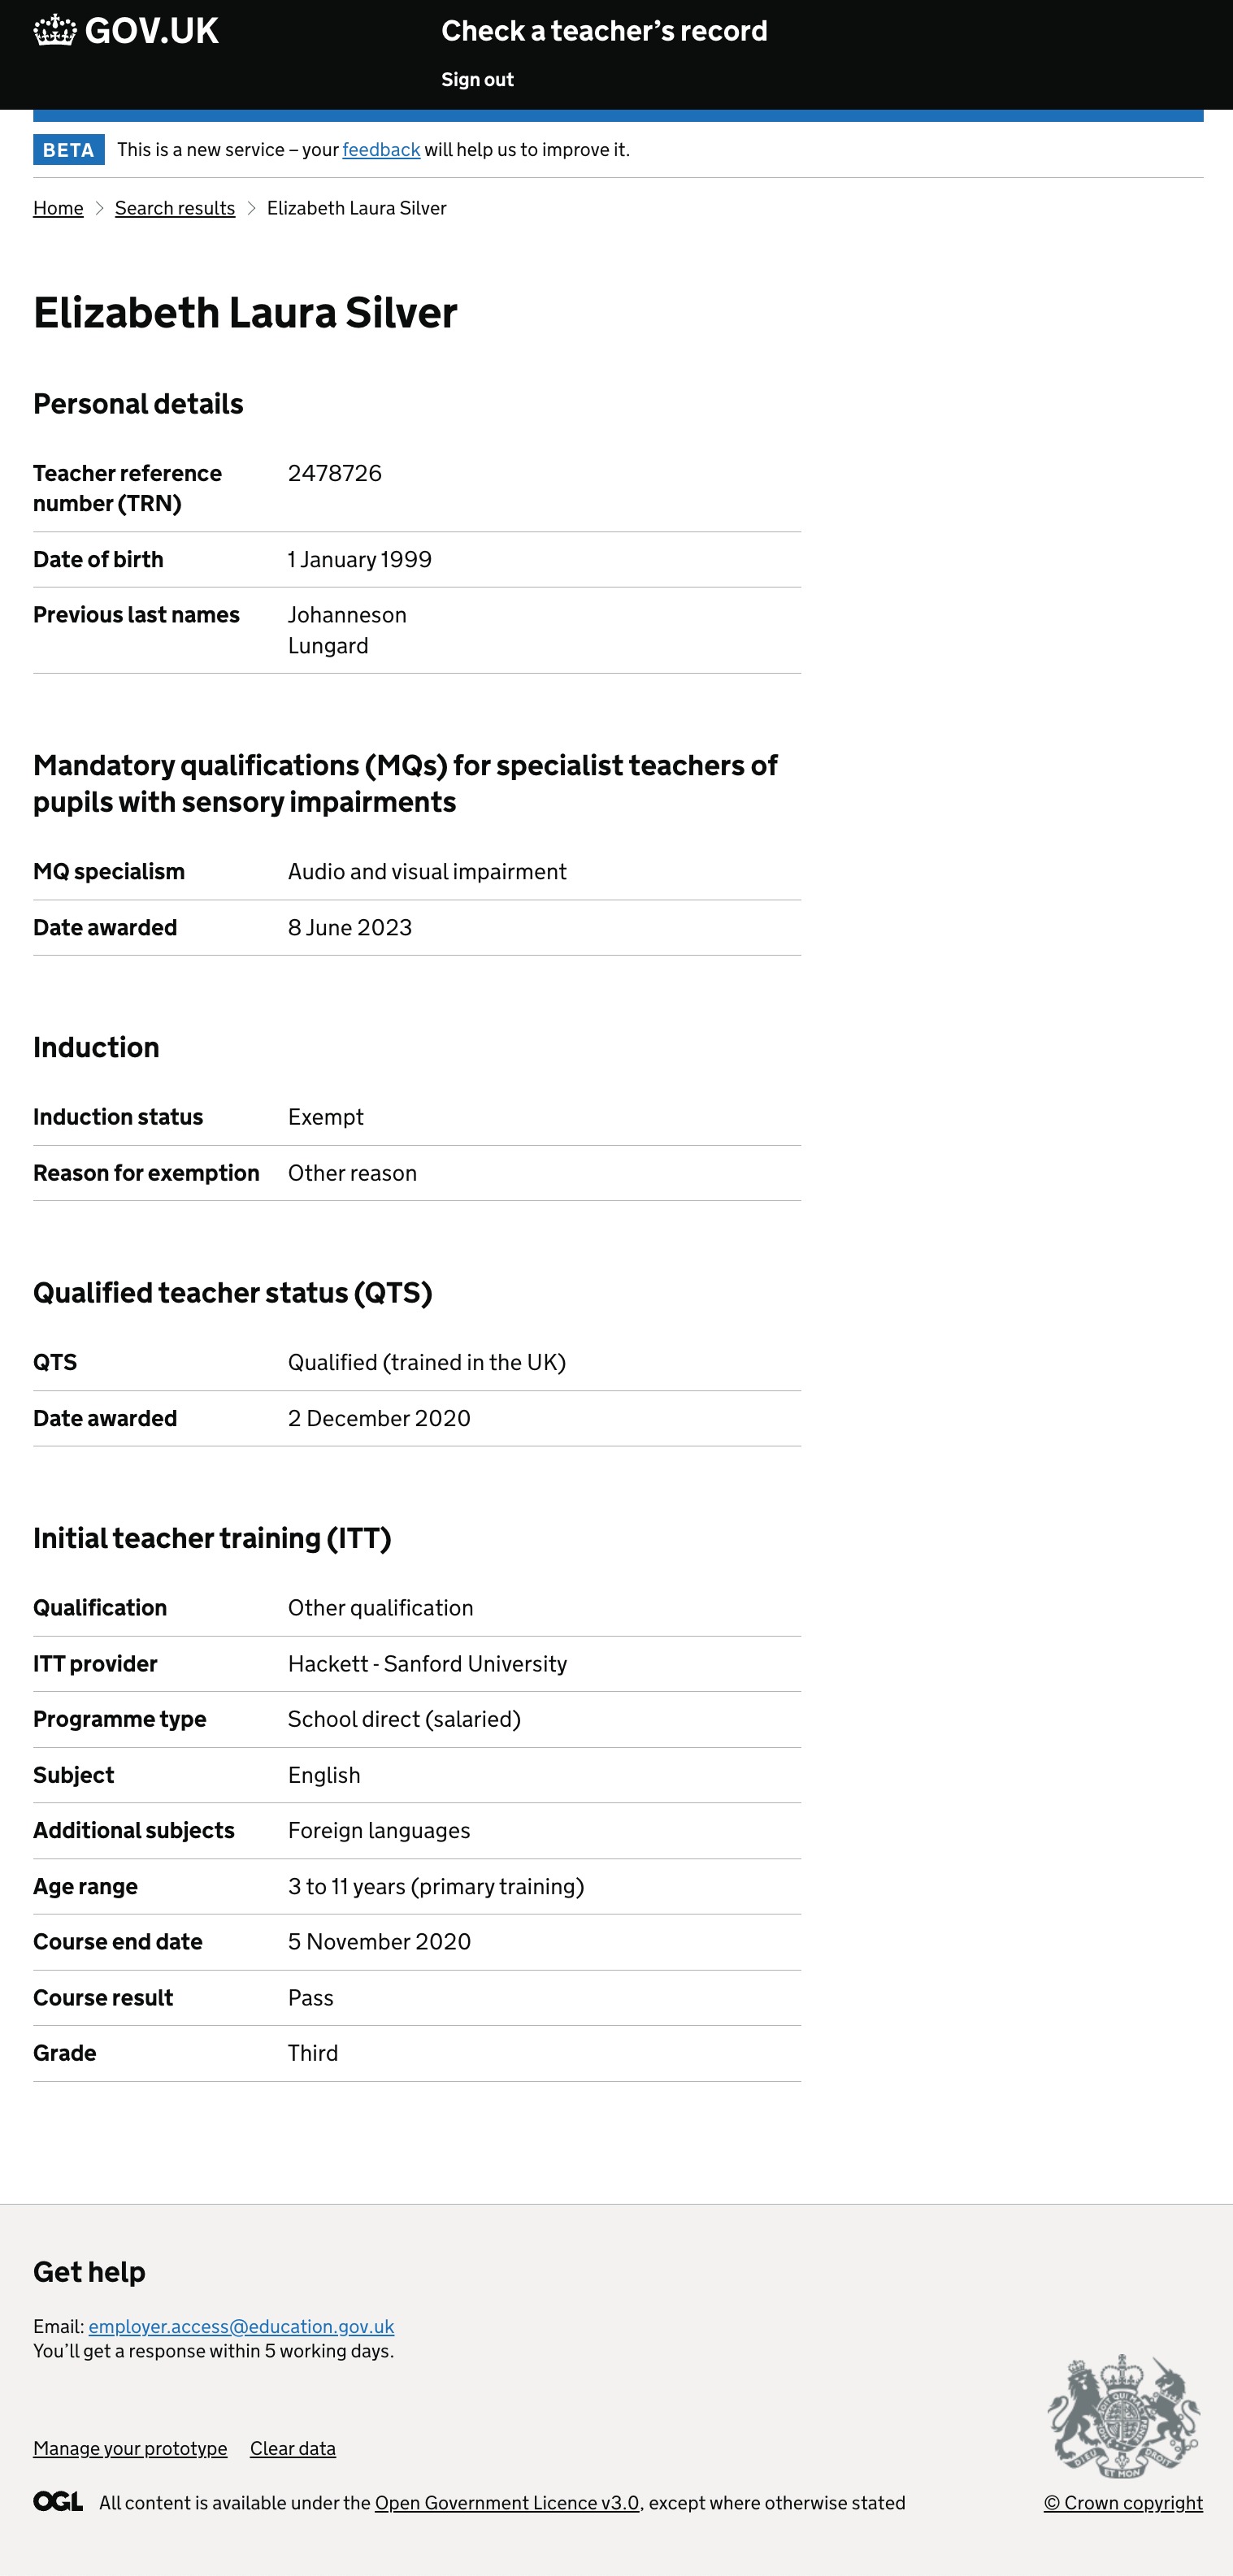 GOV.UK
Check a teacher’s record
Sign out
BETA This is a new service – your feedback will help us to improve it.
Home Search results Elizabeth Laura Silver
Elizabeth Laura Silver
Personal details
Teacher reference 2478726
number (TRN)
Date of birth 1 January 1999
Previous last names Johanneson
Lungard
Mandatory qualifications (MQs) for specialist teachers of
pupils with sensory impairments
MQ specialism Audio and visual impairment
Date awarded 8 June 2023
Induction
Induction status Exempt
Reason for exemption Other reason
Qualified teacher status (QTS)
QTS Qualified (trained in the UK)
Date awarded 2 December 2020
Initial teacher training (ITT)
Qualification Other qualification
ITT provider Hackett - Sanford University
Programme type School direct (salaried)
Subject English
Additional subjects Foreign languages
Age range 3 to 11 years (primary training)
Course end date 5 November 2020
Course result Pass
Grade Third
Get help
Email: employer.access@education.gov.uk
You’ll get a response within 5 working days.
Manage your prototype Clear data
DIEU ET MON DROIT
OGL All content is available under the Open Government Licence v3.0, except where otherwise stated
© Crown copyright